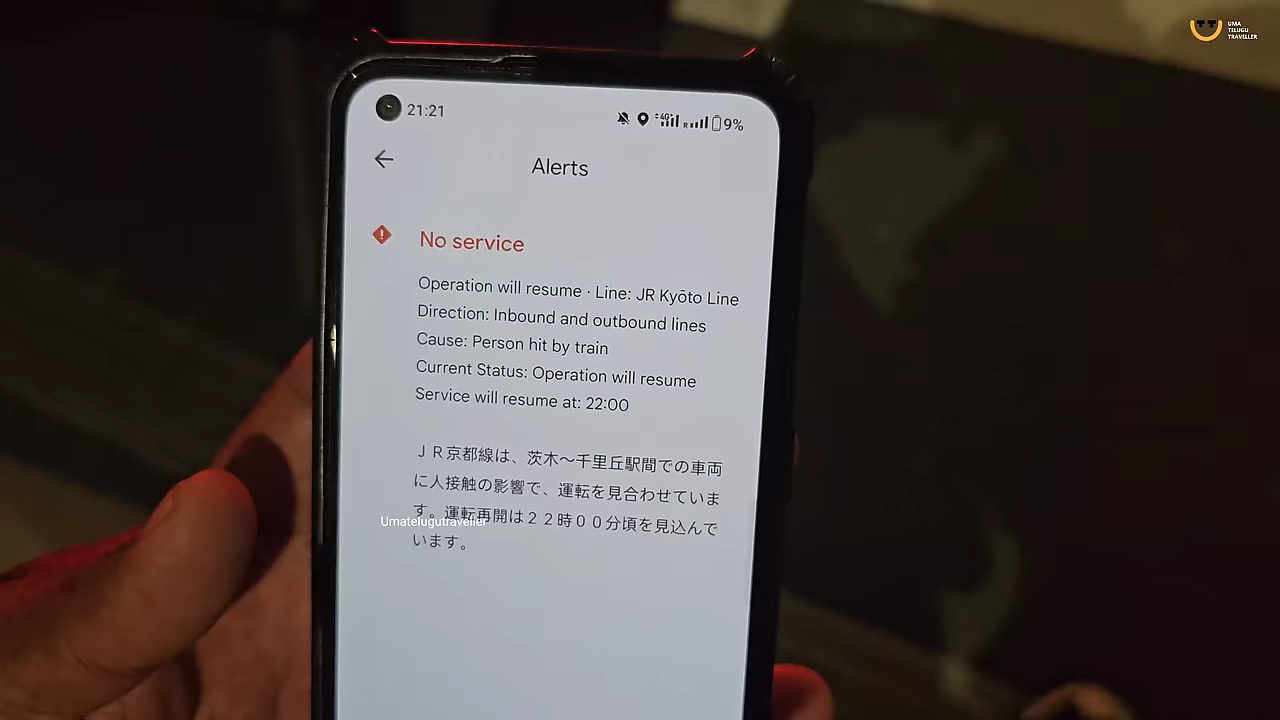 UMA
TELUGU
TRAVELLER
21:21
4G+
R
9%
Alerts
No service
Operation will resume · Line: JR Kyōto Line
Direction: Inbound and outbound lines
Cause: Person hit by train
Current Status: Operation will resume
Service will resume at: 22:00
ＪＲ京都線は、茨木～千里丘駅間での車両
に人接触の影響で、運転を見合わせていま
す。運転再開は２２時００分頃を見込んで
います。
Umatelugutraveller